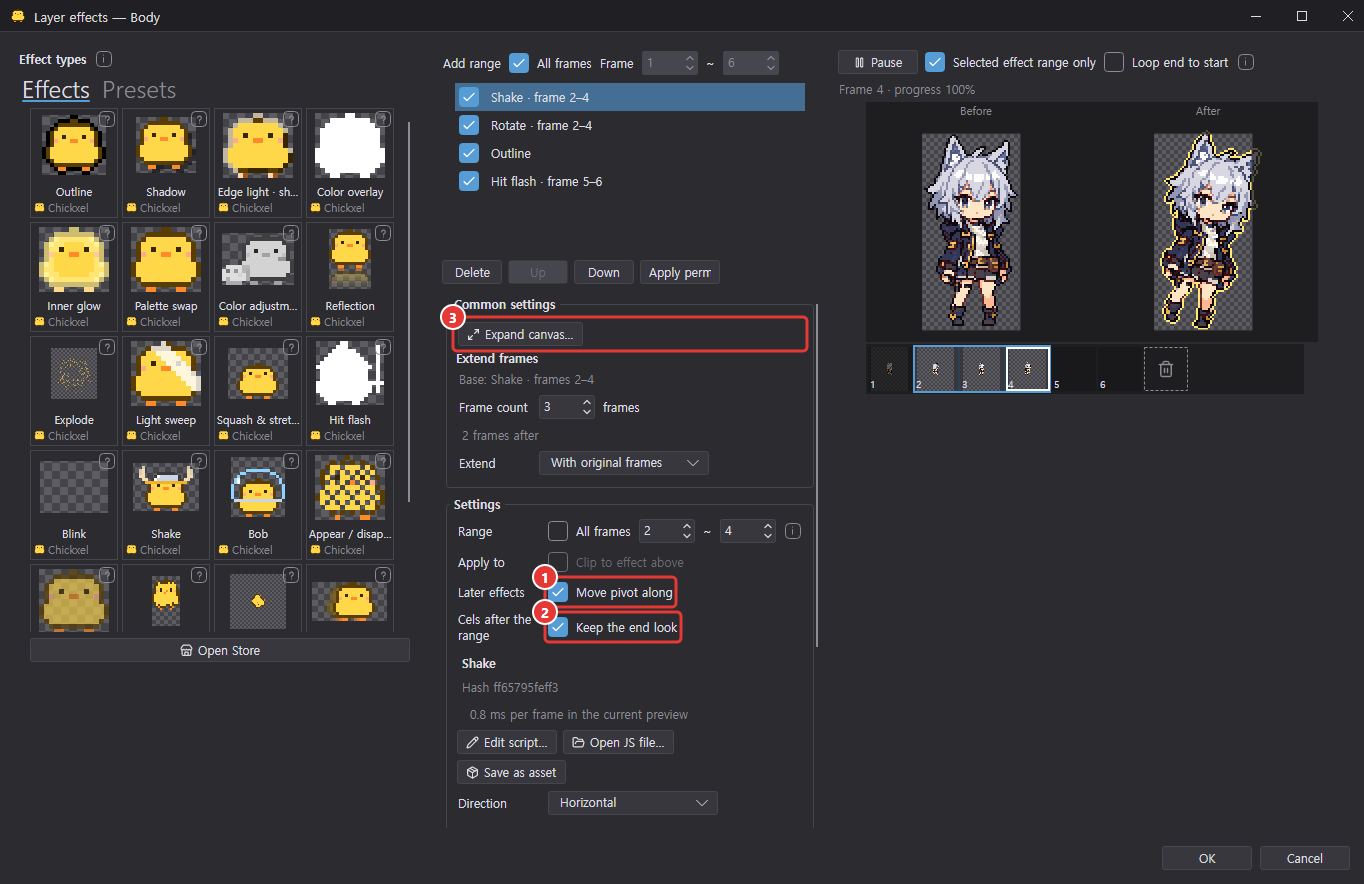 Layer effects — Body
Effect types
Effects Presets
Outline
Chickxel
Shadow
Chickxel
Edge light · sh...
Chickxel
Color overlay
Chickxel
Inner glow
Chickxel
Palette swap
Chickxel
Color adjustm...
Chickxel
Reflection
Chickxel
Explode
Chickxel
Light sweep
Chickxel
Squash & stret...
Chickxel
Hit flash
Chickxel
Blink
Chickxel
Shake
Chickxel
Bob
Chickxel
Appear / disap...
Chickxel
Open Store
Add range All frames Frame 1 ~ 6
Shake · frame 2–4
Rotate · frame 2–4
Outline
Hit flash · frame 5–6
Delete Up Down Apply perm
Common settings
3
Expand canvas...
Extend frames
Base: Shake · frames 2–4
Frame count 3 frames
2 frames after
Extend With original frames
Settings
Range All frames 2 ~ 4
Apply to Clip to effect above
1
Later effects Move pivot along
2
Cels after the range Keep the end look
Shake
Hash ff65795feff3
0.8 ms per frame in the current preview
Edit script... Open JS file...
Save as asset
Direction Horizontal
Pause Selected effect range only Loop end to start
Frame 4 · progress 100%
Before After
1 2 3 4 5 6
OK Cancel